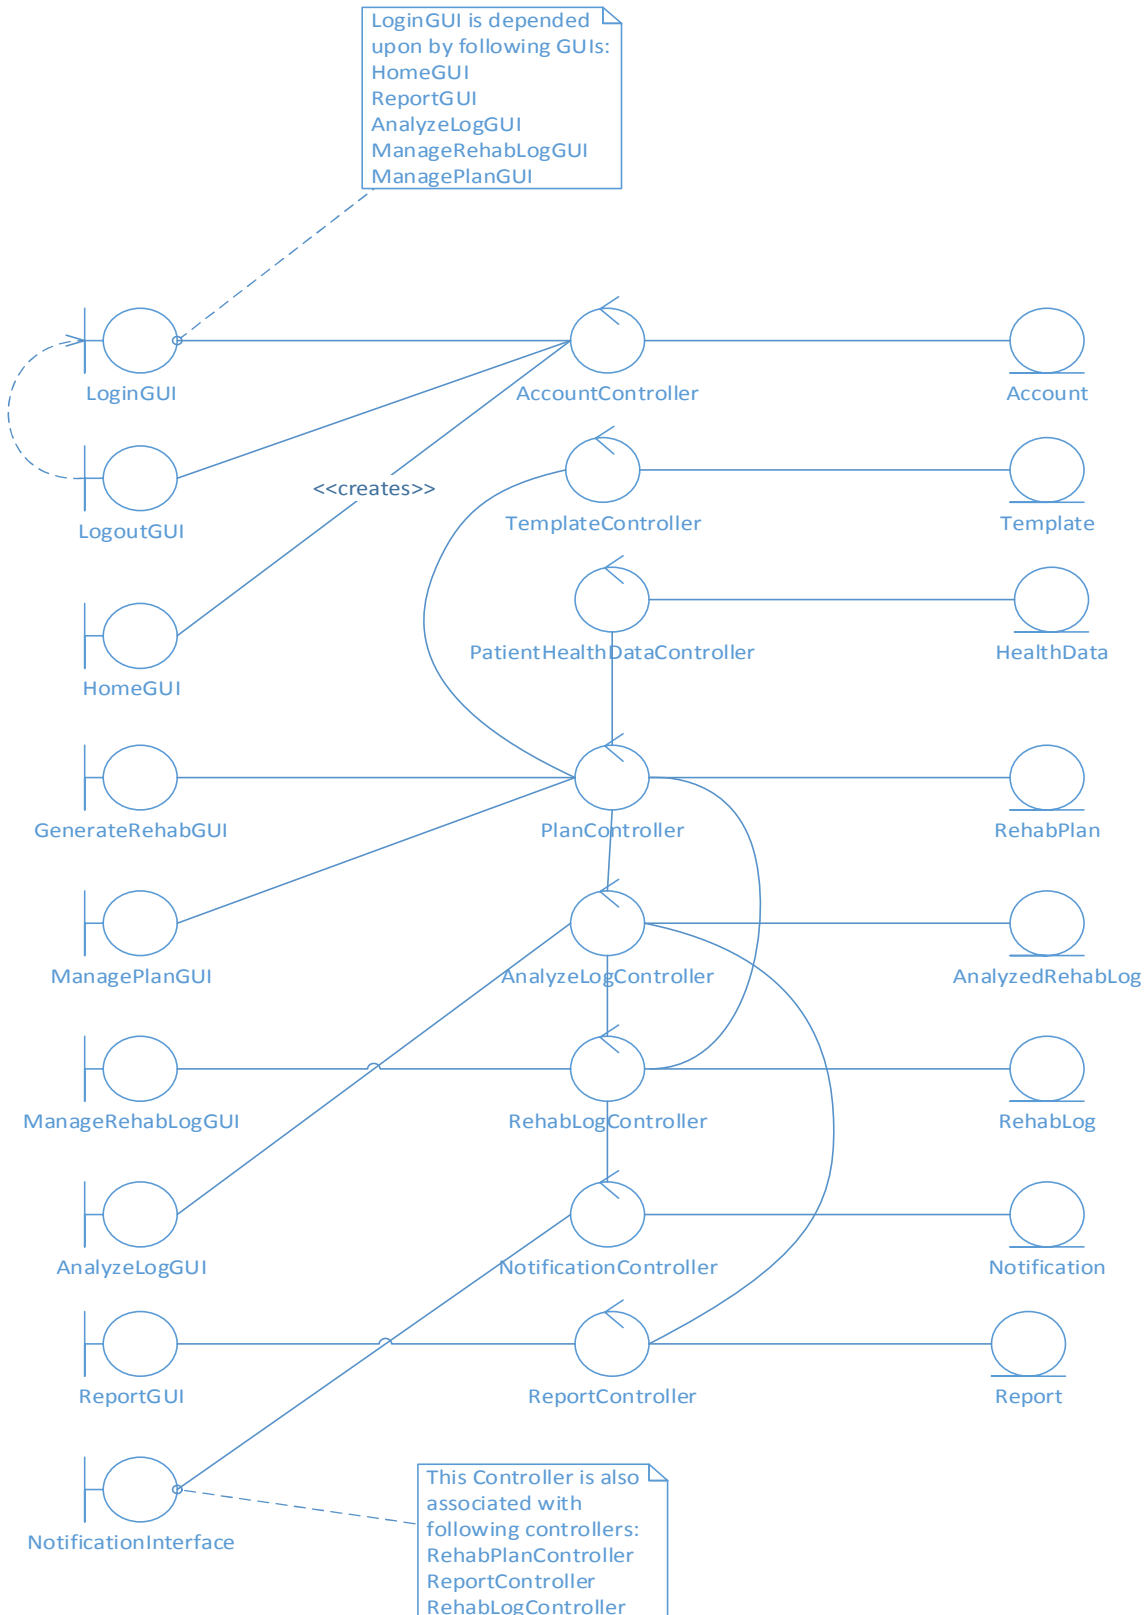 LoginGUI is depended
upon by following GUIs:
HomeGUI
ReportGUI
AnalyzeLogGUI
ManageRehabLogGUI
ManagePlanGUI
LoginGUI
AccountController
Account
<<creates>>
LogoutGUI
TemplateController
Template
PatientHealthDataController
HealthData
HomeGUI
GenerateRehabGUI
PlanController
RehabPlan
ManagePlanGUI
AnalyzeLogController
AnalyzedRehabLog
ManageRehabLogGUI
RehabLogController
RehabLog
AnalyzeLogGUI
NotificationController
Notification
ReportGUI
ReportController
Report
NotificationInterface
This Controller is also
associated with
following controllers:
RehabPlanController
ReportController
RehabLogController